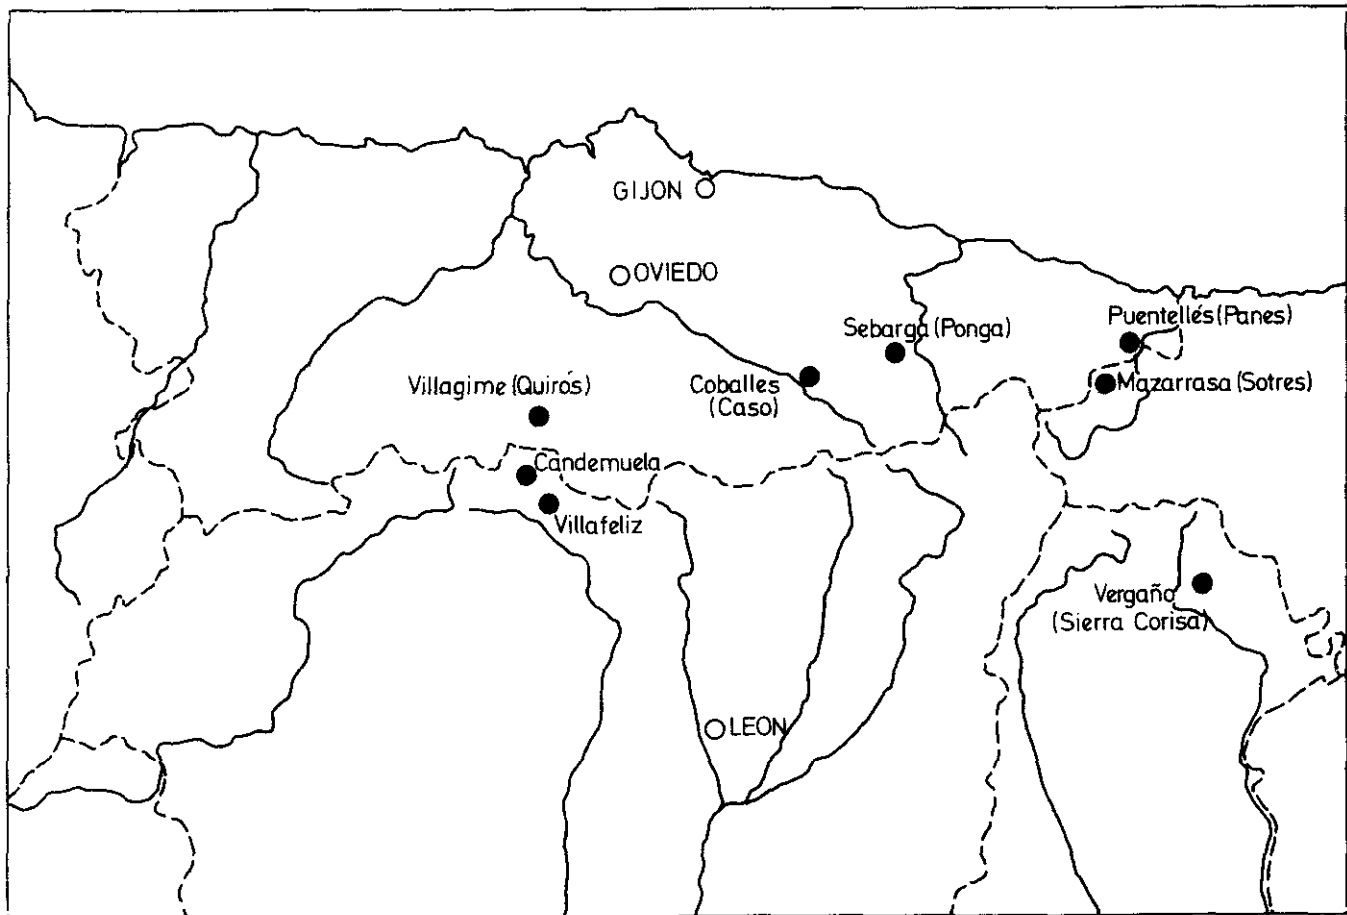 GIJON
OVIEDO
Puentellés (Panes)
Sebarga (Ponga)
Villagime (Quirós)
Coballes
(Caso)
Mazarrasa (Sotres)
Candemuela
Villafeliz
Vergaño
(Sierra Corisa)
LEON